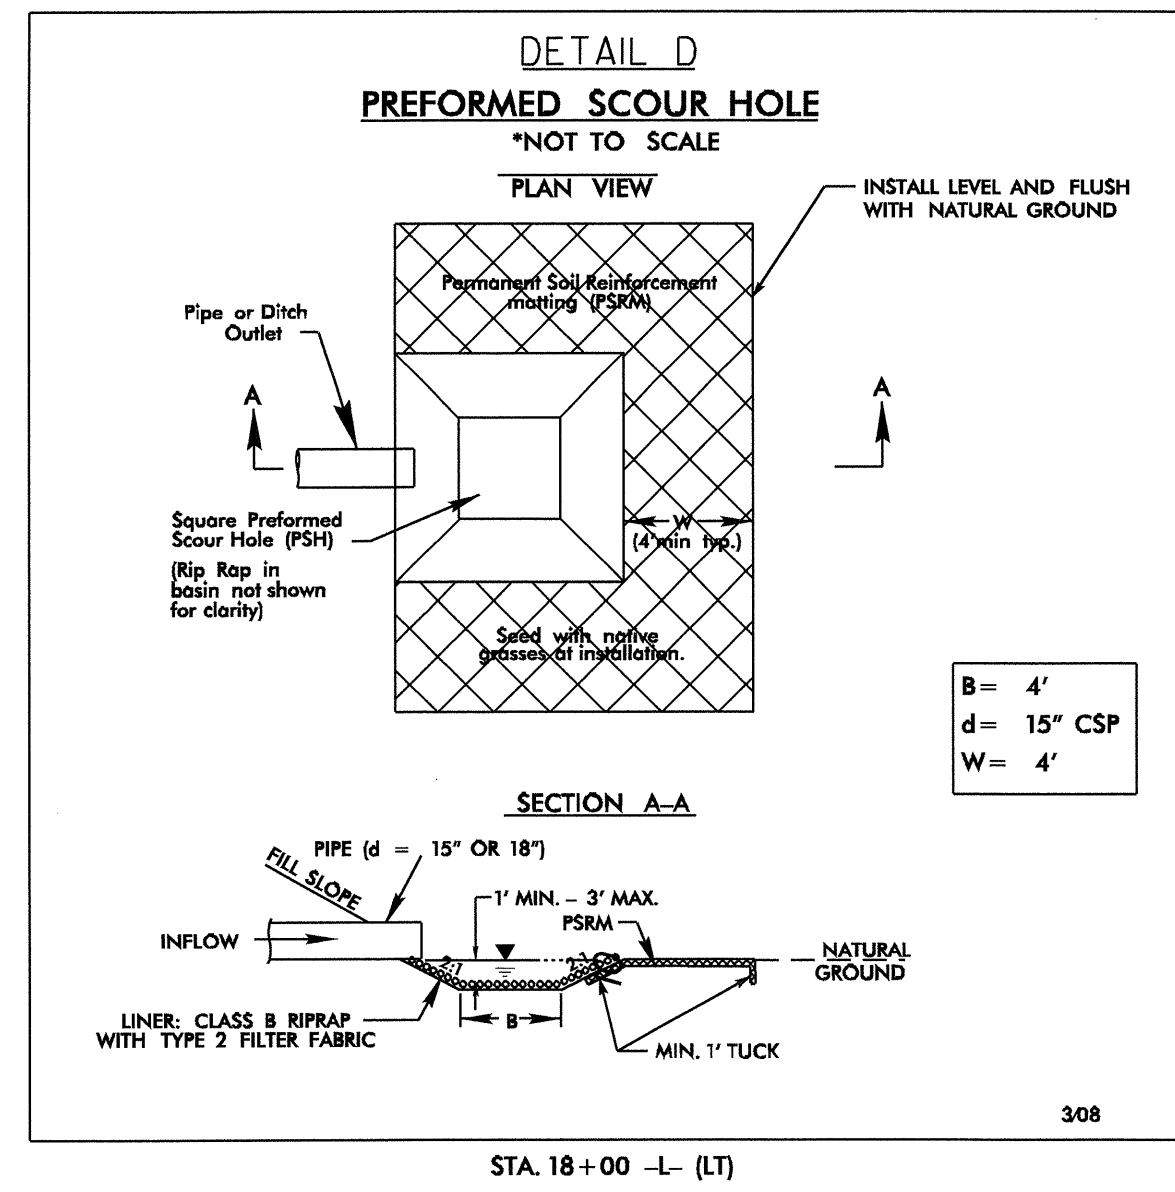 DETAIL D
PREFORMED SCOUR HOLE
*NOT TO SCALE
PLAN VIEW
INSTALL LEVEL AND FLUSH
WITH NATURAL GROUND
Permanent Soil Reinforcement
matting (PSRM)
Pipe or Ditch
Outlet
A
A
Square Preformed
Scour Hole (PSH)
(Rip Rap in
basin not shown
for clarity)
W
(4'min typ.)
Seed with native
grasses at installation.
B= 4'
d= 15" CSP
W= 4'
SECTION A-A
PIPE (d = 15" OR 18")
FILL SLOPE
1' MIN. - 3' MAX.
PSRM
INFLOW
2:1
2:1
NATURAL
GROUND
B
LINER: CLASS B RIPRAP
WITH TYPE 2 FILTER FABRIC
MIN. 1' TUCK
3/08
STA. 18+00 -L- (LT)